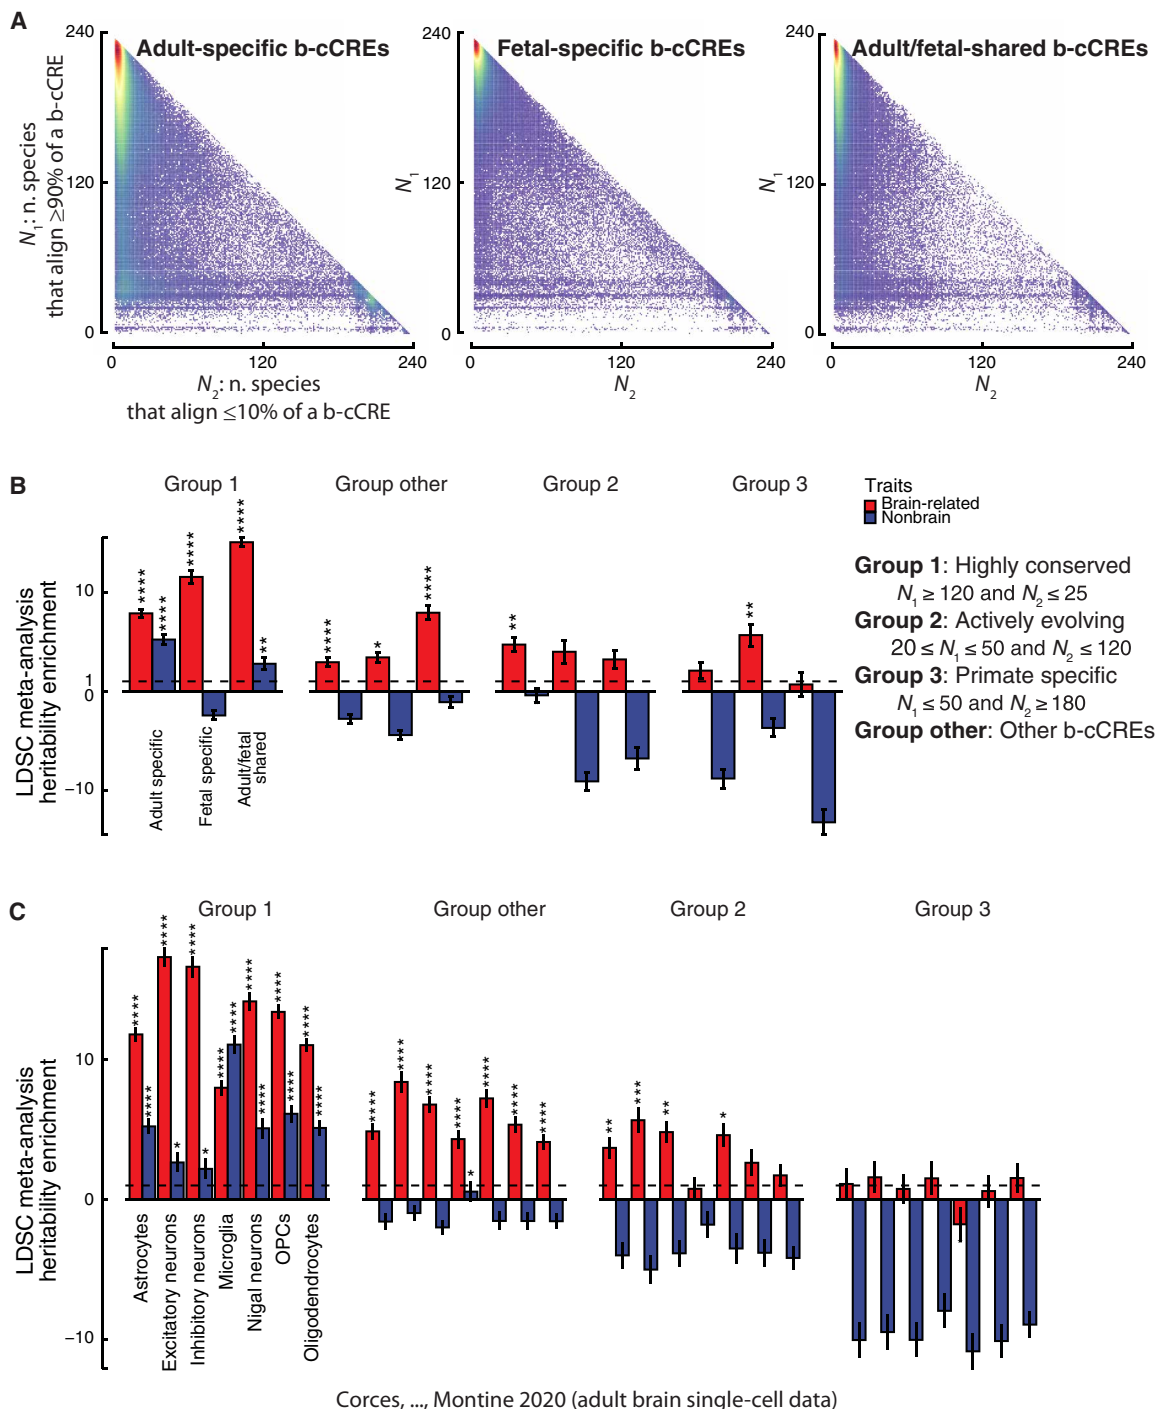 A
Adult-specific b-cCREs
Fetal-specific b-cCREs
Adult/fetal-shared b-cCREs
240
120
0
N1: n. species
that align ≥90% of a b-cCRE
0
120
240
N2: n. species
that align ≤10% of a b-cCRE
240
120
0
N1
0
120
240
N2
240
120
0
N1
0
120
240
N2
B
Group 1
Group other
Group 2
Group 3
LDSC meta-analysis
heritability enrichment
10
1
0
−10
****
****
****
****
**
****
*
****
**
**
Adult specific
Fetal specific
Adult/fetal
shared
Traits
Brain-related
Nonbrain
Group 1: Highly conserved
N1 ≥ 120 and N2 ≤ 25
Group 2: Actively evolving
20 ≤ N1 ≤ 50 and N2 ≤ 120
Group 3: Primate specific
N1 ≤ 50 and N2 ≥ 180
Group other: Other b-cCREs
C
Group 1
Group other
Group 2
Group 3
LDSC meta-analysis
heritability enrichment
10
0
−10
****
****
****
*
****
*
****
****
****
****
****
****
****
****
****
****
****
****
*
****
****
****
**
***
**
*
Astrocytes
Excitatory neurons
Inhibitory neurons
Microglia
Nigal neurons
OPCs
Oligodendrocytes
Corces, ..., Montine 2020 (adult brain single-cell data)